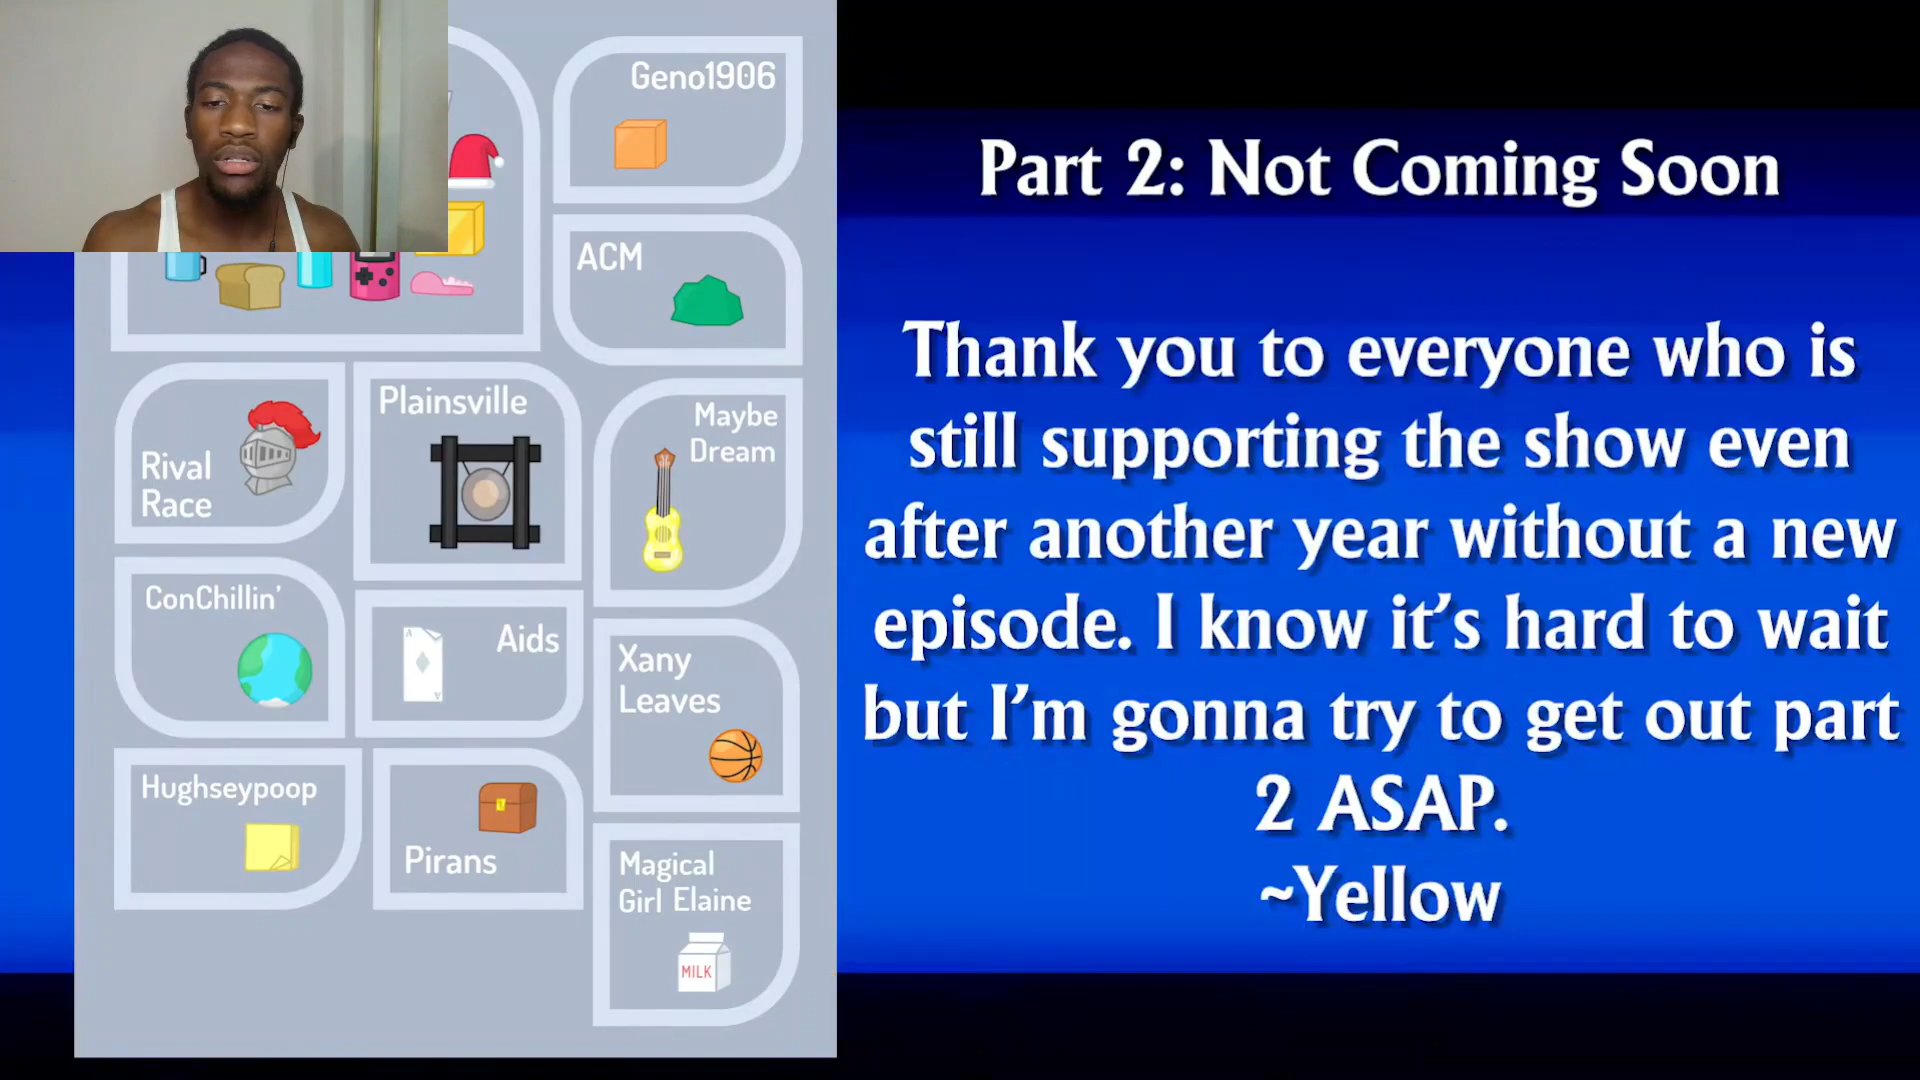 Geno1906
ACM
Plainsville
Rival
Race
Maybe
Dream
ConChillin'
Aids
Xany
Leaves
Hughseypoop
Pirans
Magical
Girl Elaine
MILK
A
A
Part 2: Not Coming Soon
Thank you to everyone who is
still supporting the show even
after another year without a new
episode. I know it's hard to wait
but I'm gonna try to get out part
2 ASAP.
~Yellow